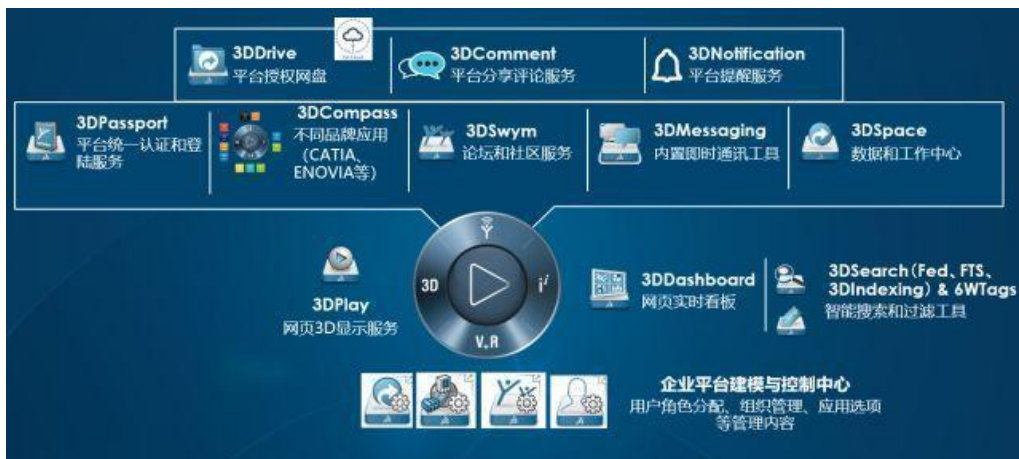 3DDrive
平台授权网盘
3DComment
平台分享评论服务
3DNotification
平台提醒服务
3DPassport
平台统一认证和登
陆服务
3DCompass
不同品牌应用
(CATIA、
ENOVIA等)
3DSwym
论坛和社区服务
3DMessaging
内置即时通讯工具
3DSpace
数据和工作中心
3DPlay
网页3D显示服务
3D
i²
V.R
3DDashboard
网页实时看板
3DSearch(Fed、FTS、
3DIndexing) & 6WTags
智能搜索和过滤工具
企业平台建模与控制中心
用户角色分配、组织管理、应用选项
等管理内容